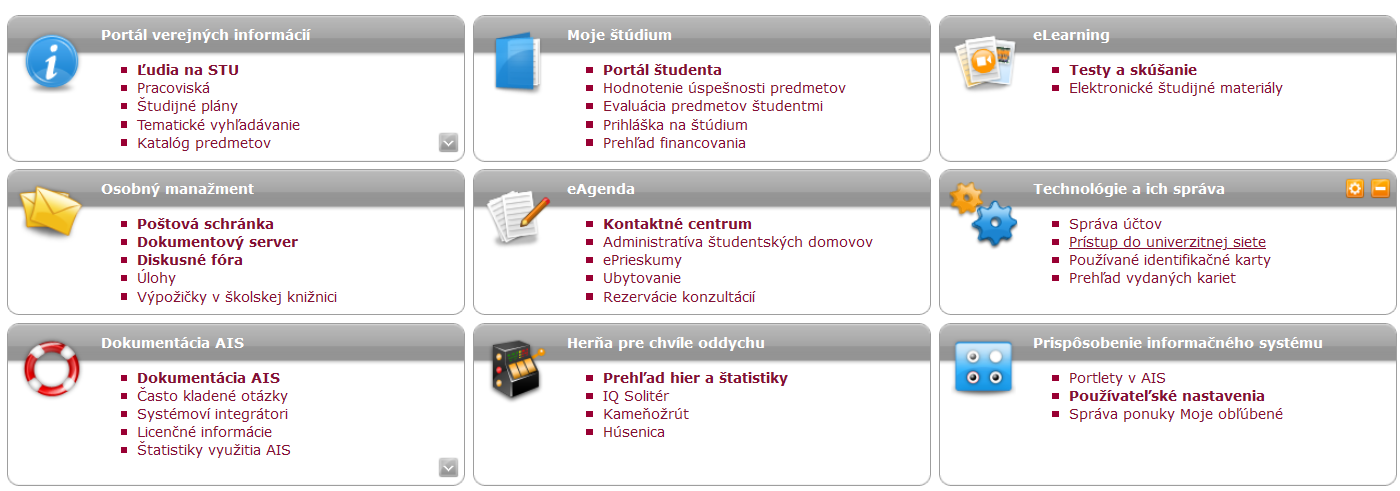 Portál verejných informácií
Ľudia na STU
Pracoviská
Študijné plány
Tematické vyhľadávanie
Katalóg predmetov
Moje štúdium
Portál študenta
Hodnotenie úspešnosti predmetov
Evaluácia predmetov študentmi
Prihláška na štúdium
Prehľad financovania
eLearning
Testy a skúšanie
Elektronické študijné materiály
Osobný manažment
Poštová schránka
Dokumentový server
Diskusné fóra
Úlohy
Výpožičky v školskej knižnici
eAgenda
Kontaktné centrum
Administratíva študentských domovov
ePrieskumy
Ubytovanie
Rezervácie konzultácií
Technológie a ich správa
Správa účtov
Prístup do univerzitnej siete
Používané identifikačné karty
Prehľad vydaných kariet
Dokumentácia AIS
Dokumentácia AIS
Často kladené otázky
Systémoví integrátori
Licenčné informácie
Štatistiky využitia AIS
Herňa pre chvíle oddychu
Prehľad hier a štatistiky
IQ Solitér
Kameňožrút
Húsenica
Prispôsobenie informačného systému
Portlety v AIS
Používateľské nastavenia
Správa ponuky Moje obľúbené